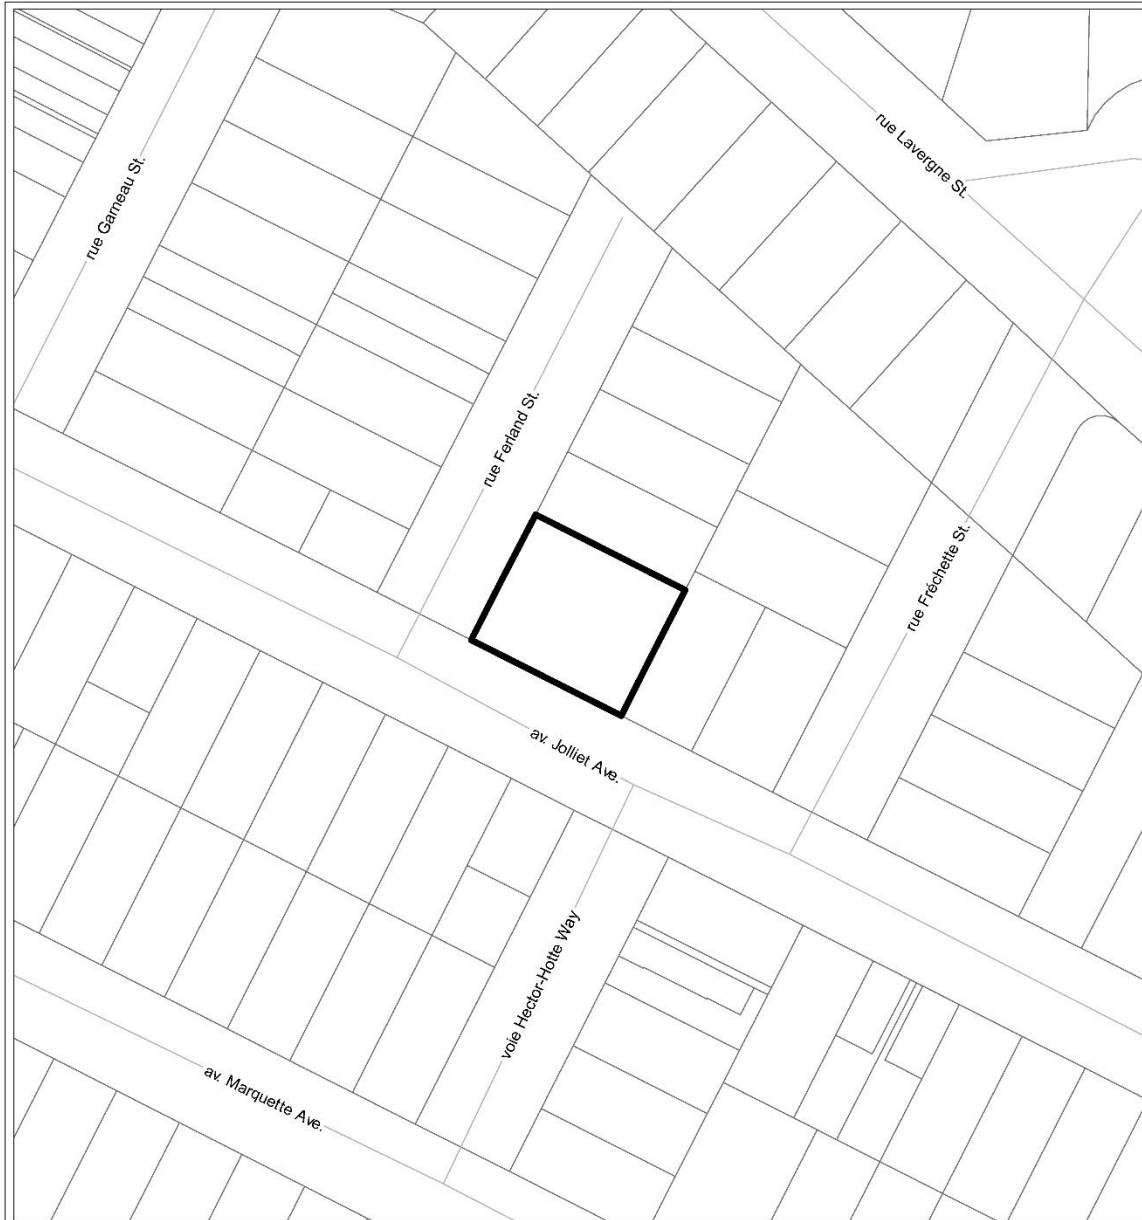 rue Lavergne St.
rue Garneau St.
rue Ferland St.
rue Fréchette St.
av. Jolliet Ave.
voie Hector-Hotte Way
av. Marquette Ave.